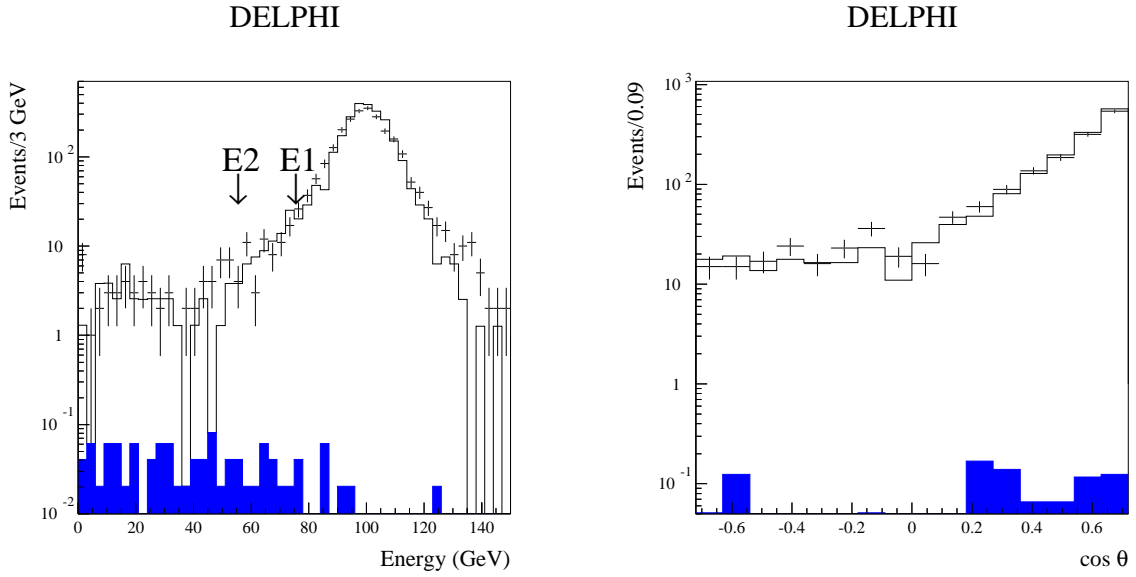 DELPHI
Events/3 GeV
10 2
10
1
10 -1
10 -2
E2 E1
0 20 40 60 80 100 120 140
Energy (GeV)
DELPHI
Events/0.09
10 3
10 2
10
1
10 -1
-0.6 -0.4 -0.2 0 0.2 0.4 0.6
cos θ